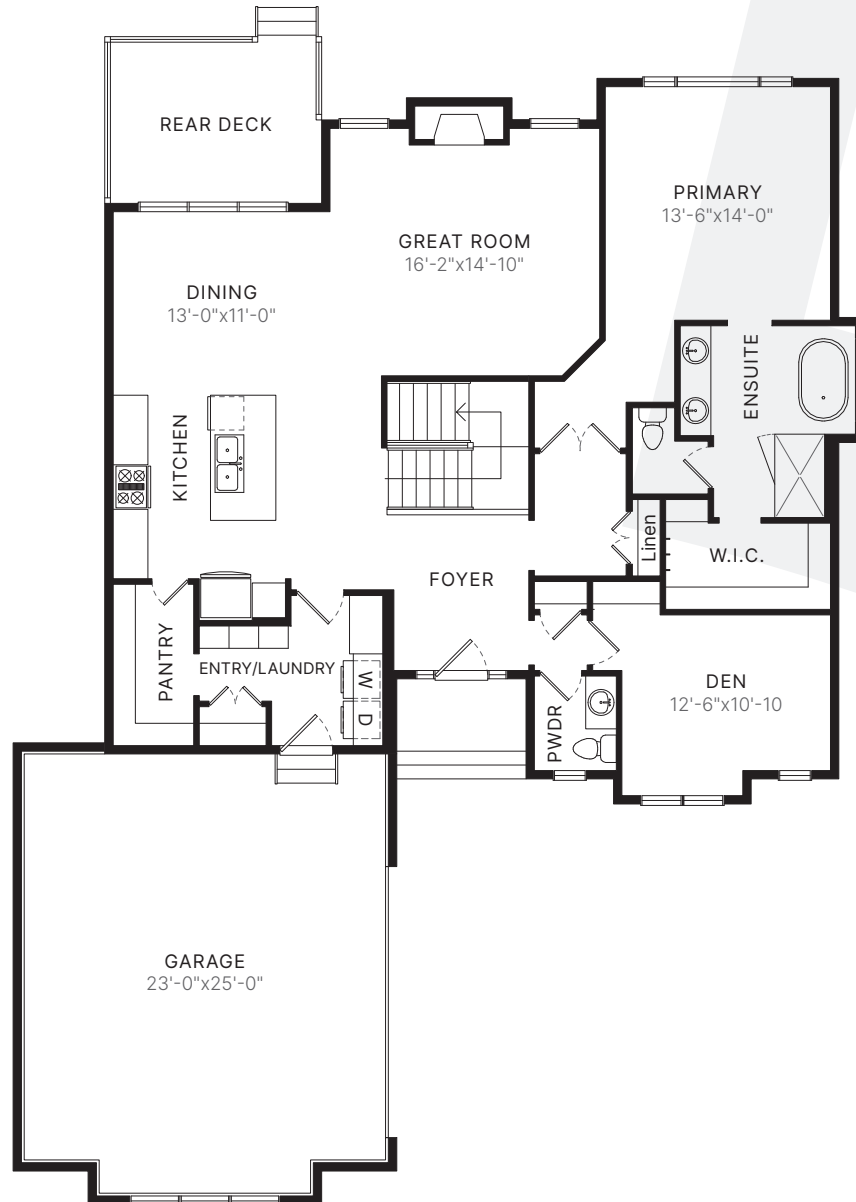 REAR DECK
PRIMARY
13'-6"x14'-0"
GREAT ROOM
16'-2"x14'-10"
DINING
13'-0"x11'-0"
ENSUITE
KITCHEN
Linen
W.I.C.
FOYER
PANTRY
ENTRY/LAUNDRY
W
D
DEN
12'-6"x10'-10
PWDR
GARAGE
23'-0"x25'-0"